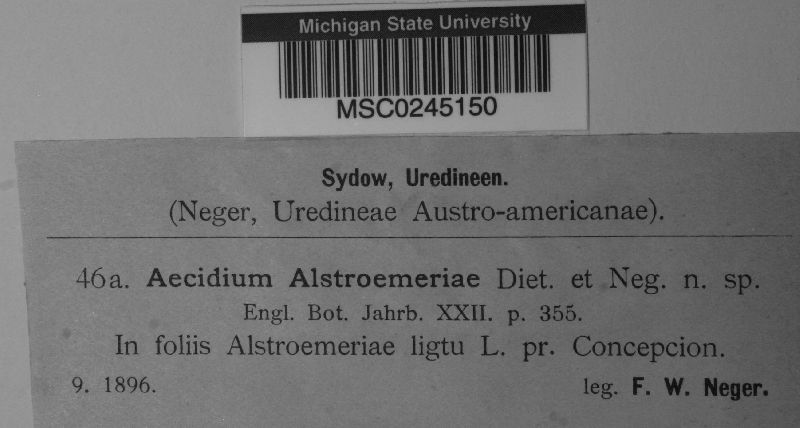 Michigan State University
MSC0245150
Sydow, Uredineen.
(Neger, Uredineae Austro-americanae).
46a. Aecidium Alstroemeriae Diet. et Neg. n. sp.
Engl. Bot. Jahrb. XXII. p. 355.
In foliis Alstroemeriae ligtu L. pr. Concepcion.
9. 1896. leg. F. W. Neger.